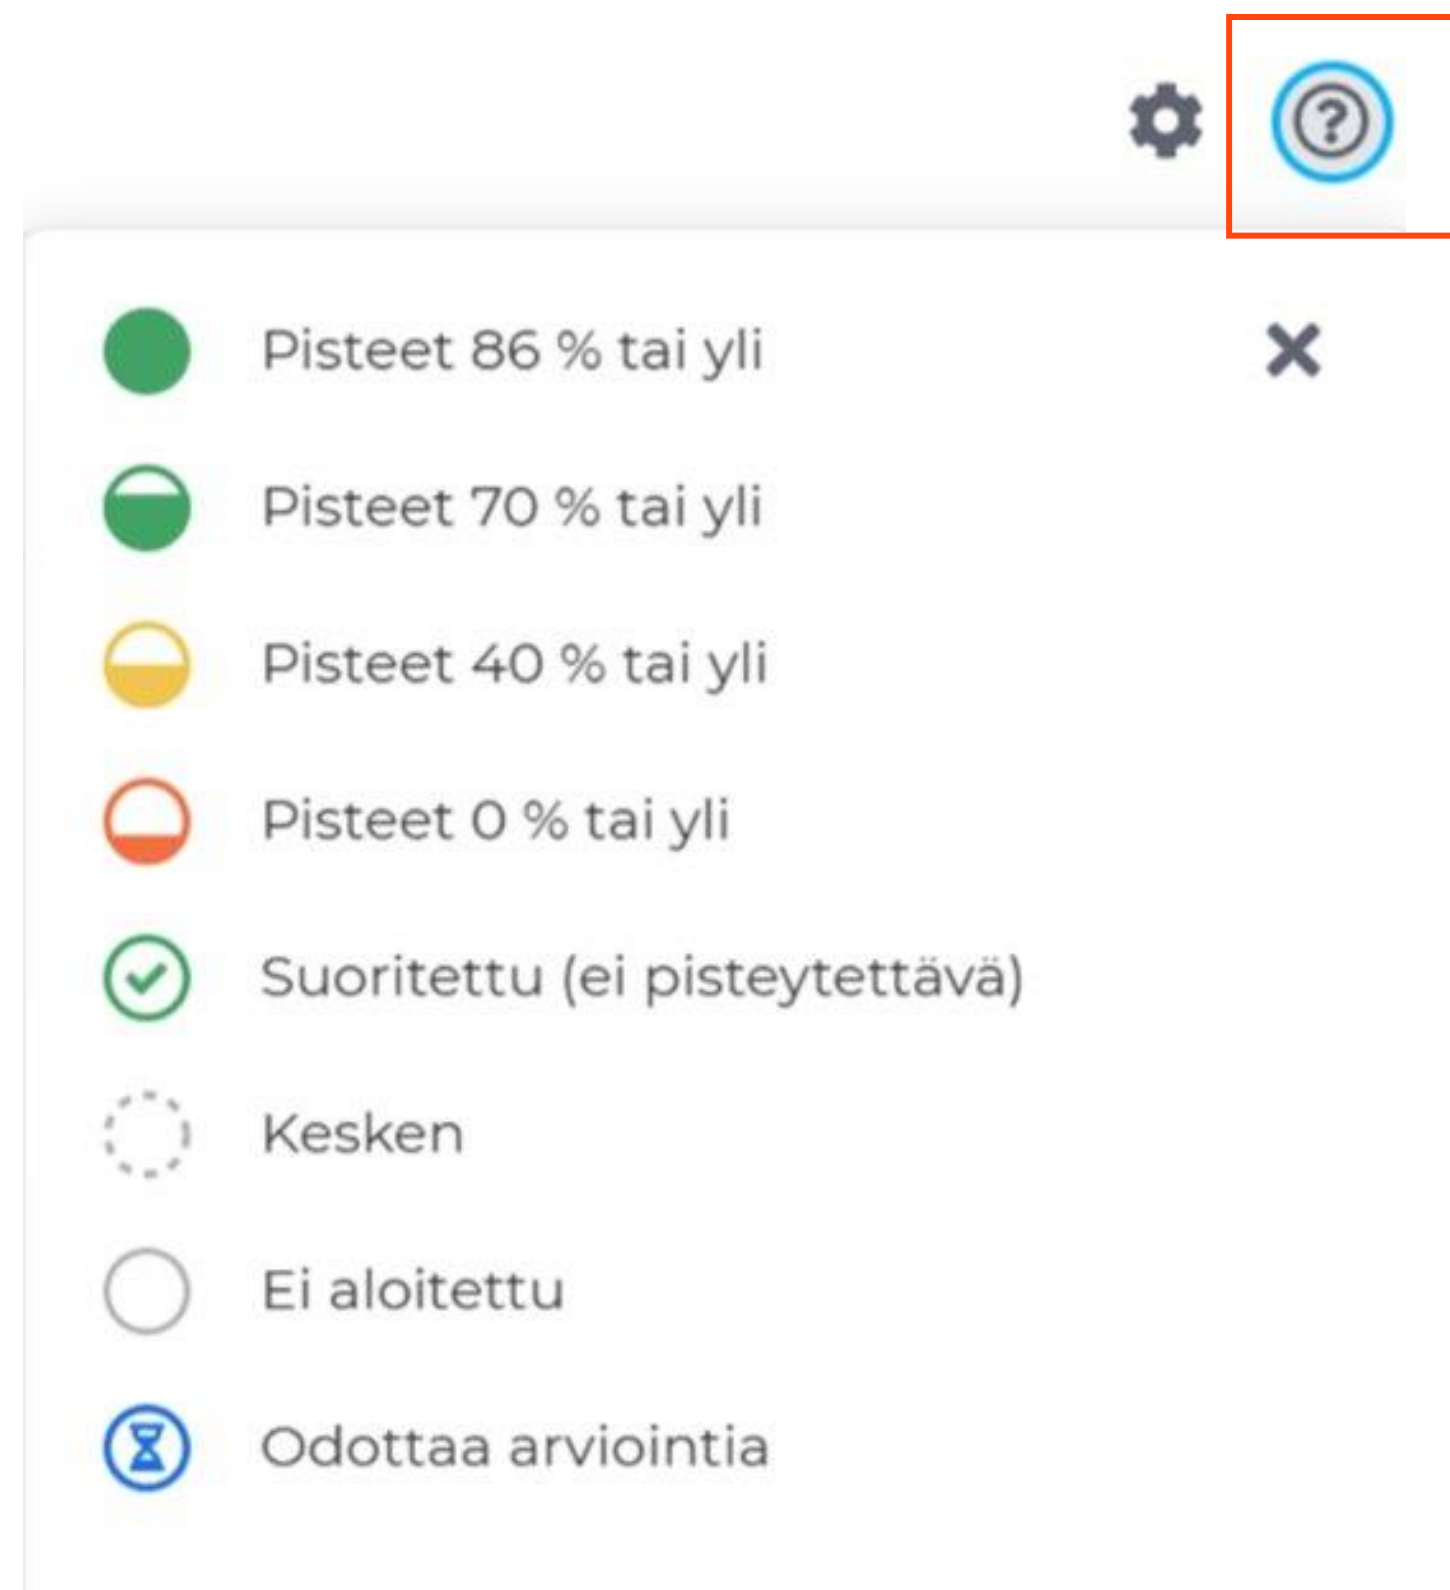 ?
Pisteet 86 % tai yli
Pisteet 70 % tai yli
Pisteet 40 % tai yli
Pisteet 0 % tai yli
Suoritettu (ei pisteytettävä)
Kesken
Ei aloitettu
Odottaa arviointia